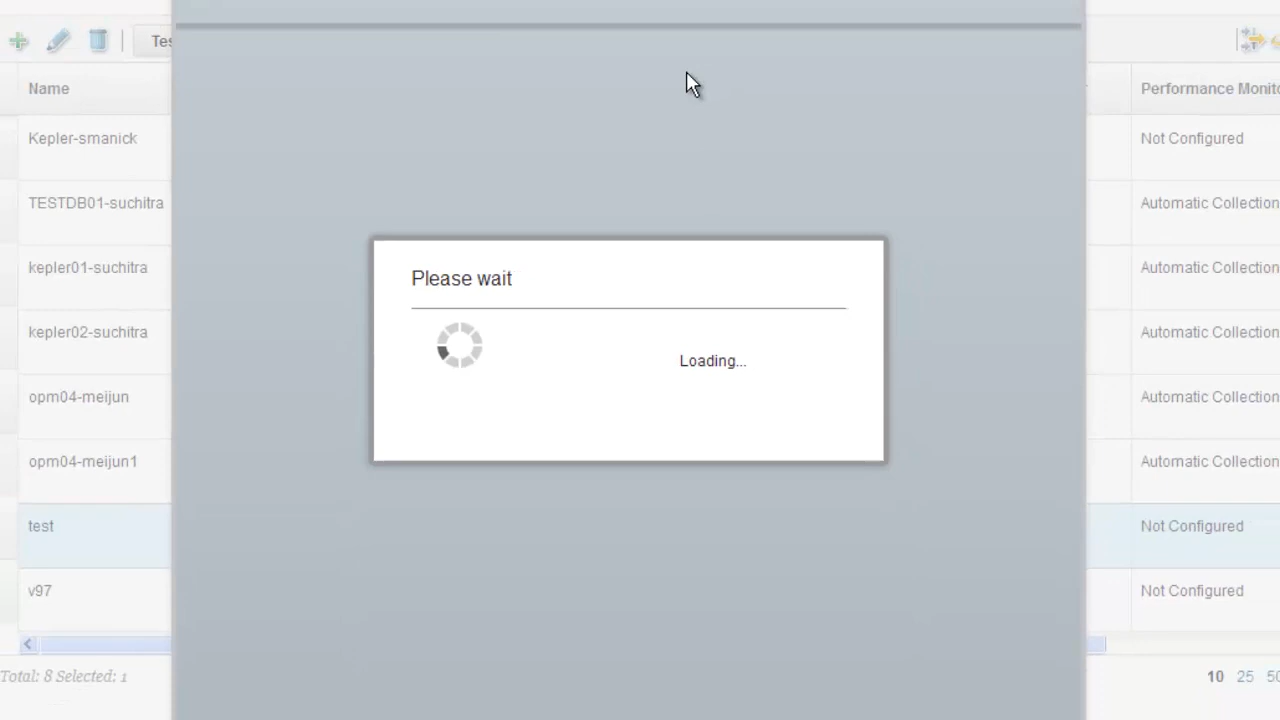 Tes
Name
Performance Monito
Kepler-smanick
Not Configured
TESTDB01-suchitra
Automatic Collection
kepler01-suchitra
Automatic Collection
Please wait
kepler02-suchitra
Automatic Collection
Loading...
opm04-meijun
Automatic Collection
opm04-meijun1
Automatic Collection
test
Not Configured
v97
Not Configured
Total: 8 Selected: 1
10 25 50